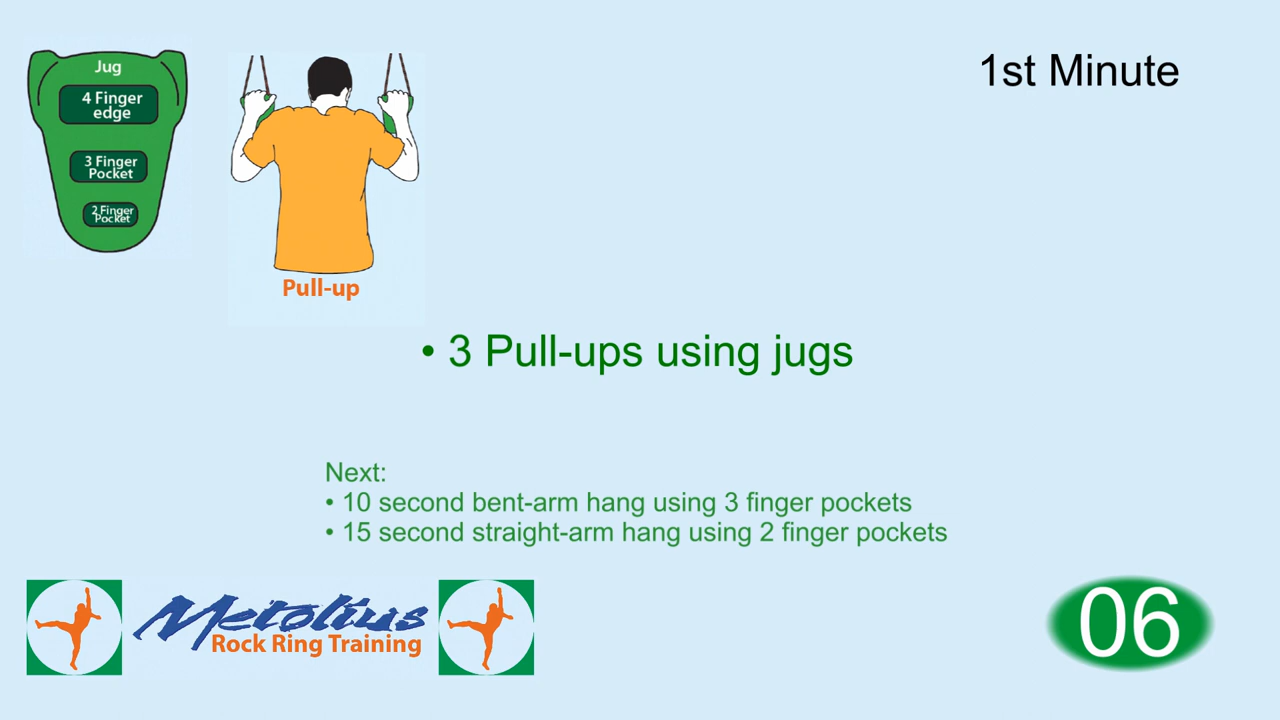 Jug
4 Finger
edge
3 Finger
Pocket
2 Finger
Pocket
Pull-up
1st Minute
• 3 Pull-ups using jugs
Next:
• 10 second bent-arm hang using 3 finger pockets
• 15 second straight-arm hang using 2 finger pockets
Metolius
Rock Ring Training
06